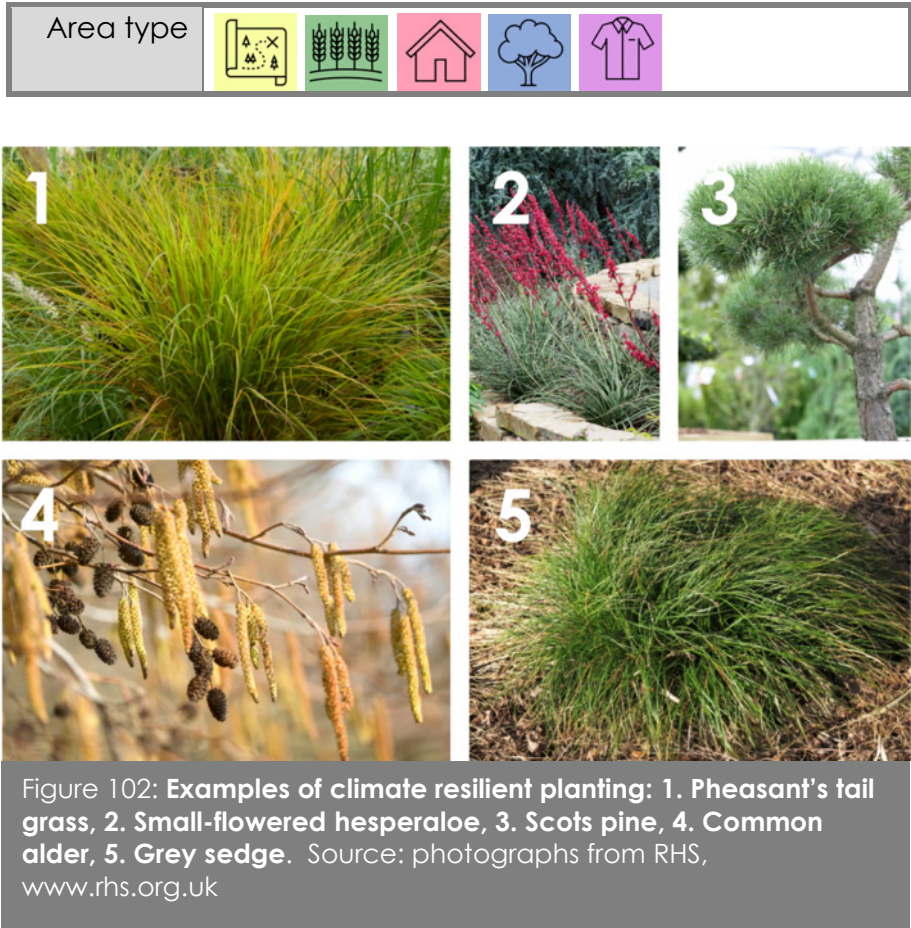 Area type
1
2
3
4
5
Figure 102: Examples of climate resilient planting: 1. Pheasant’s tail
grass, 2. Small-flowered hesperaloe, 3. Scots pine, 4. Common
alder, 5. Grey sedge.  Source: photographs from RHS,
www.rhs.org.uk